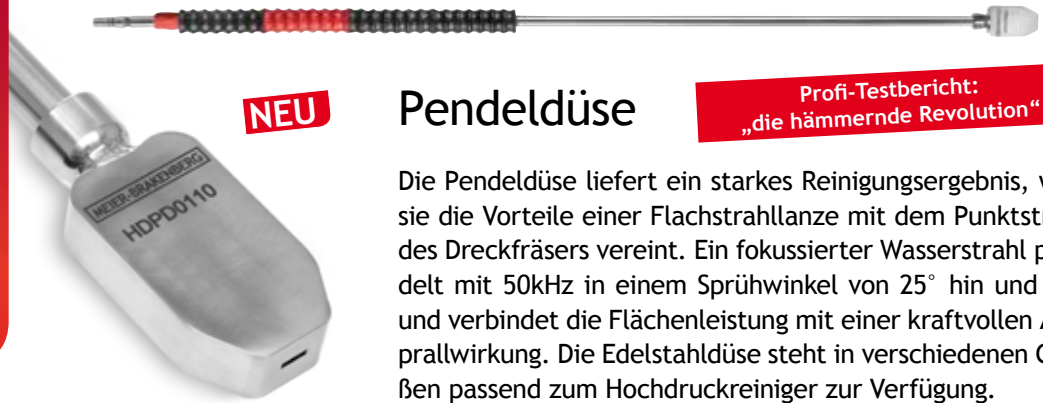 NEU
Pendeldüse
Profi-Testbericht:
„die hämmernde Revolution“
MEIER-BRAKENBERG
HDPD0110
Die Pendeldüse liefert ein starkes Reinigungsergebnis,
sie die Vorteile einer Flachstrahllanze mit dem
des Dreckfräsers vereint. Ein fokussierter Wasserstrahl
delt mit 50kHz in einem Sprühwinkel von 25° hin und
und verbindet die Flächenleistung mit einer kraftvollen
prallwirkung. Die Edelstahldüse steht in verschiedenen
ßen passend zum Hochdruckreiniger zur Verfügung.